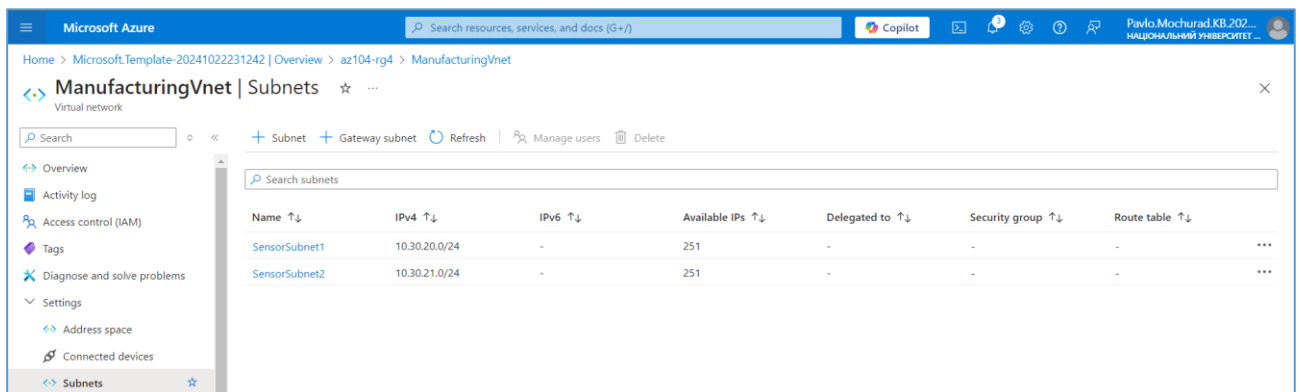 Microsoft Azure
Search resources, services, and docs (G+/)
Copilot
3
Pavlo.Mochurad.KB.202...
НАЦІОНАЛЬНИЙ УНІВЕРСИТЕТ ...
Home > Microsoft.Template-20241022231242 | Overview > az104-rg4 > ManufacturingVnet
ManufacturingVnet | Subnets
Virtual network
Search
+ Subnet + Gateway subnet Refresh Manage users Delete
Overview
Search subnets
Activity log
Access control (IAM)
Name IPv4 IPv6 Available IPs Delegated to Security group Route table
Tags
SensorSubnet1 10.30.20.0/24 - 251 - - -
Diagnose and solve problems
SensorSubnet2 10.30.21.0/24 - 251 - - -
Settings
Address space
Connected devices
Subnets